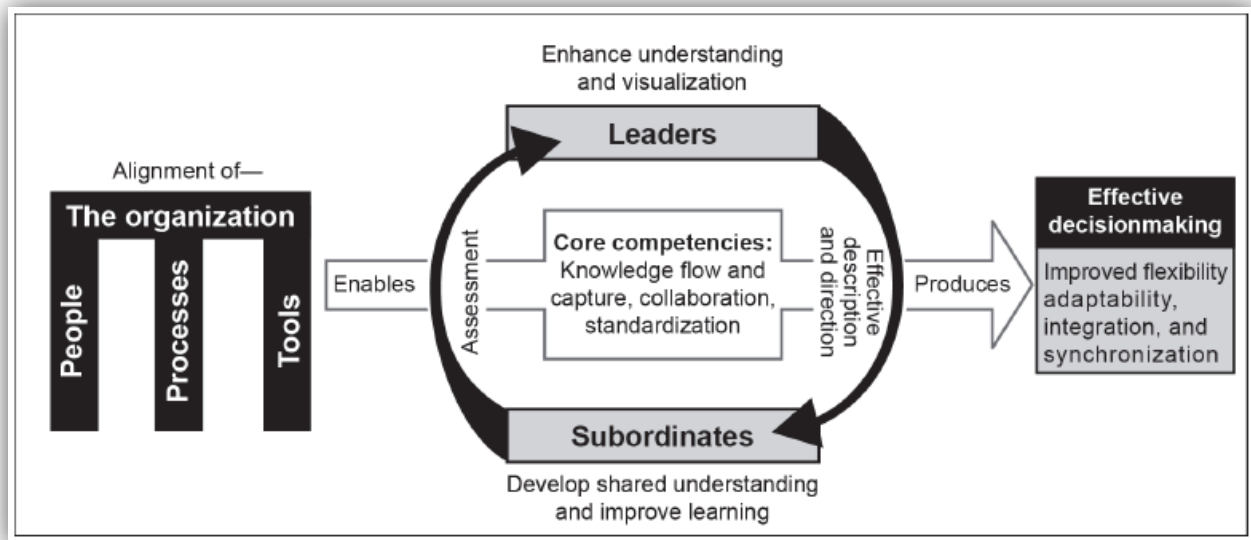 Alignment of—
The organization
People
Processes
Tools
Enables
Enhance understanding
and visualization
Leaders
Assessment
Core competencies:
Knowledge flow and
capture, collaboration,
standardization
Effective
description
and direction
Subordinates
Develop shared understanding
and improve learning
Produces
Effective
decisionmaking
Improved flexibility
adaptability,
integration, and
synchronization